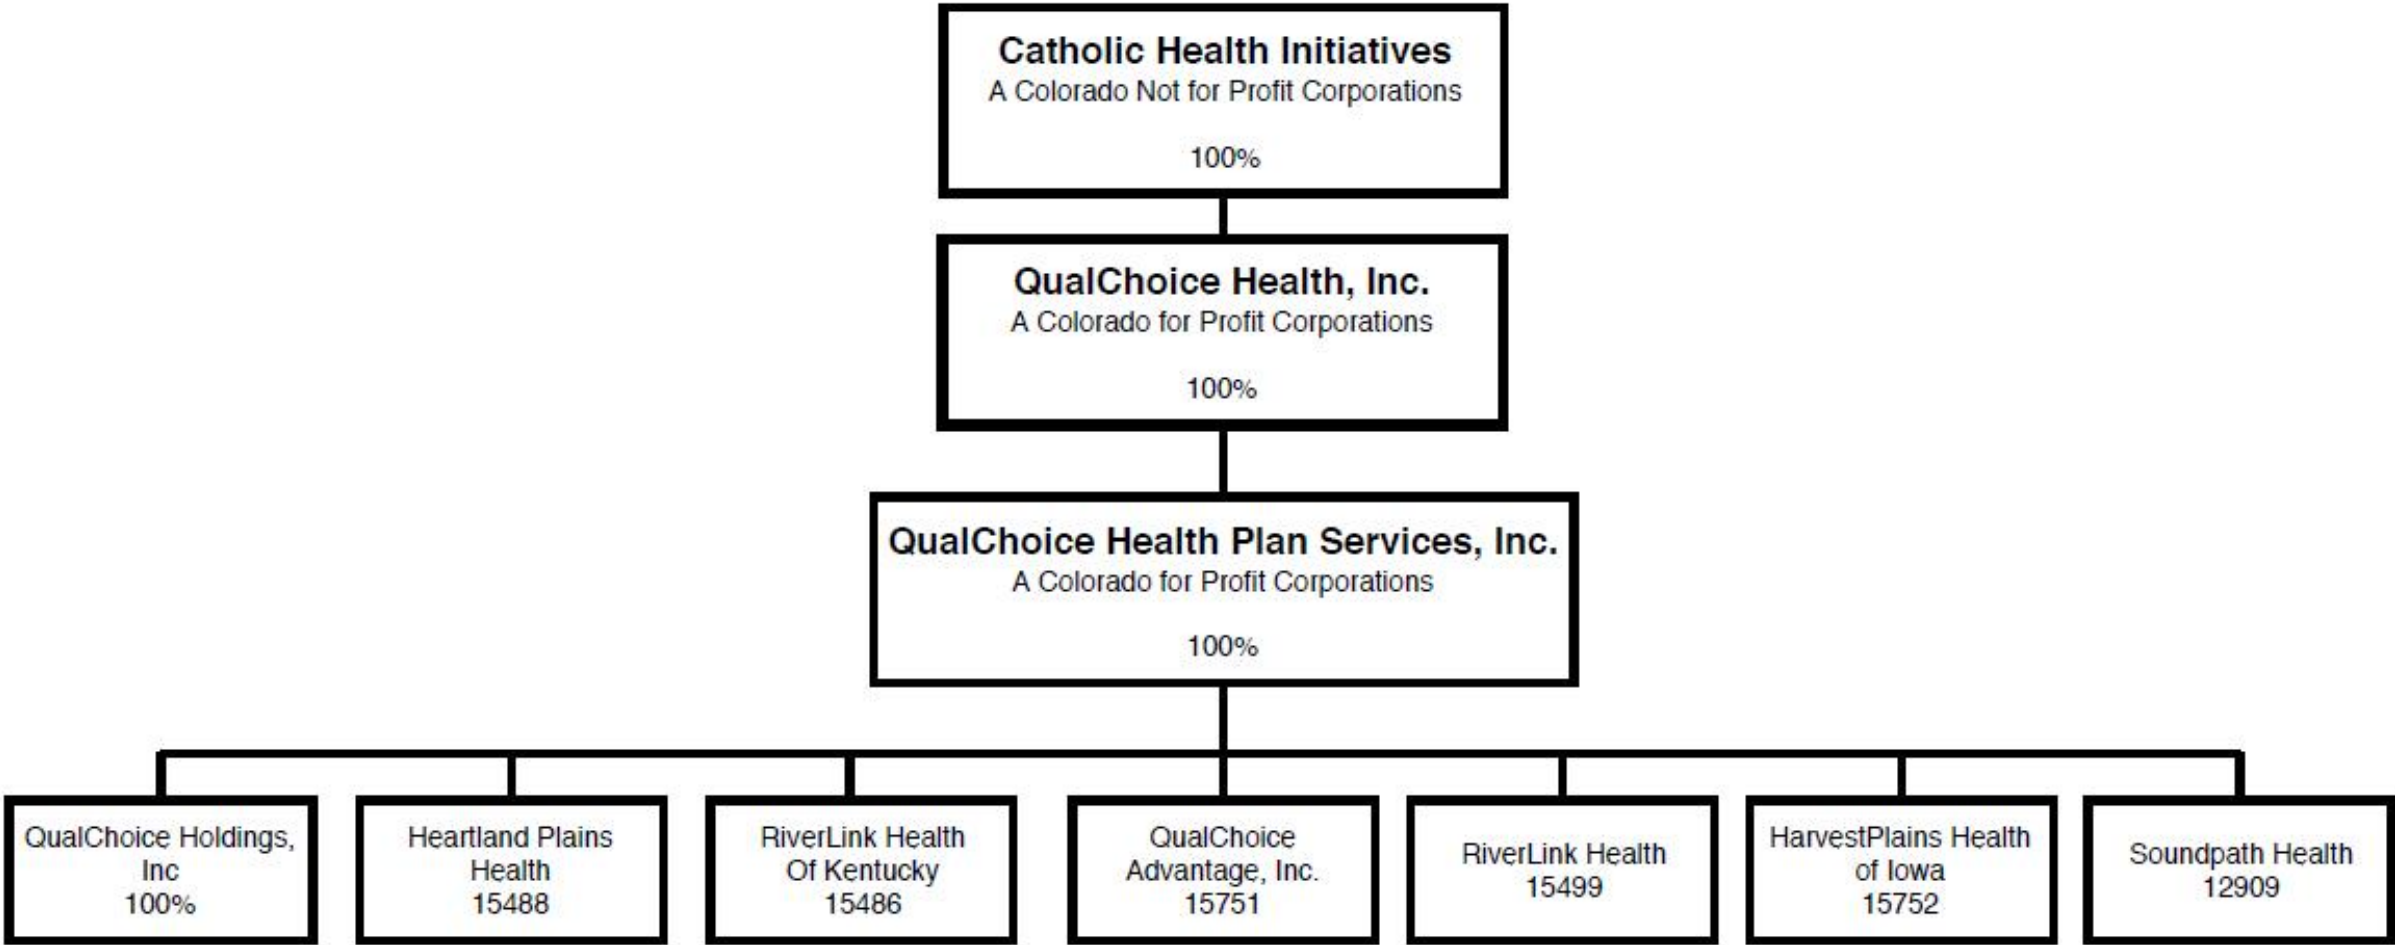 Catholic Health Initiatives
A Colorado Not for Profit Corporations
100%
QualChoice Health, Inc.
A Colorado for Profit Corporations
100%
QualChoice Health Plan Services, Inc.
A Colorado for Profit Corporations
100%
QualChoice Holdings,
Inc
100%
Heartland Plains
Health
15488
RiverLink Health
Of Kentucky
15486
QualChoice
Advantage, Inc.
15751
RiverLink Health
15499
HarvestPlains Health
of Iowa
15752
Soundpath Health
12909